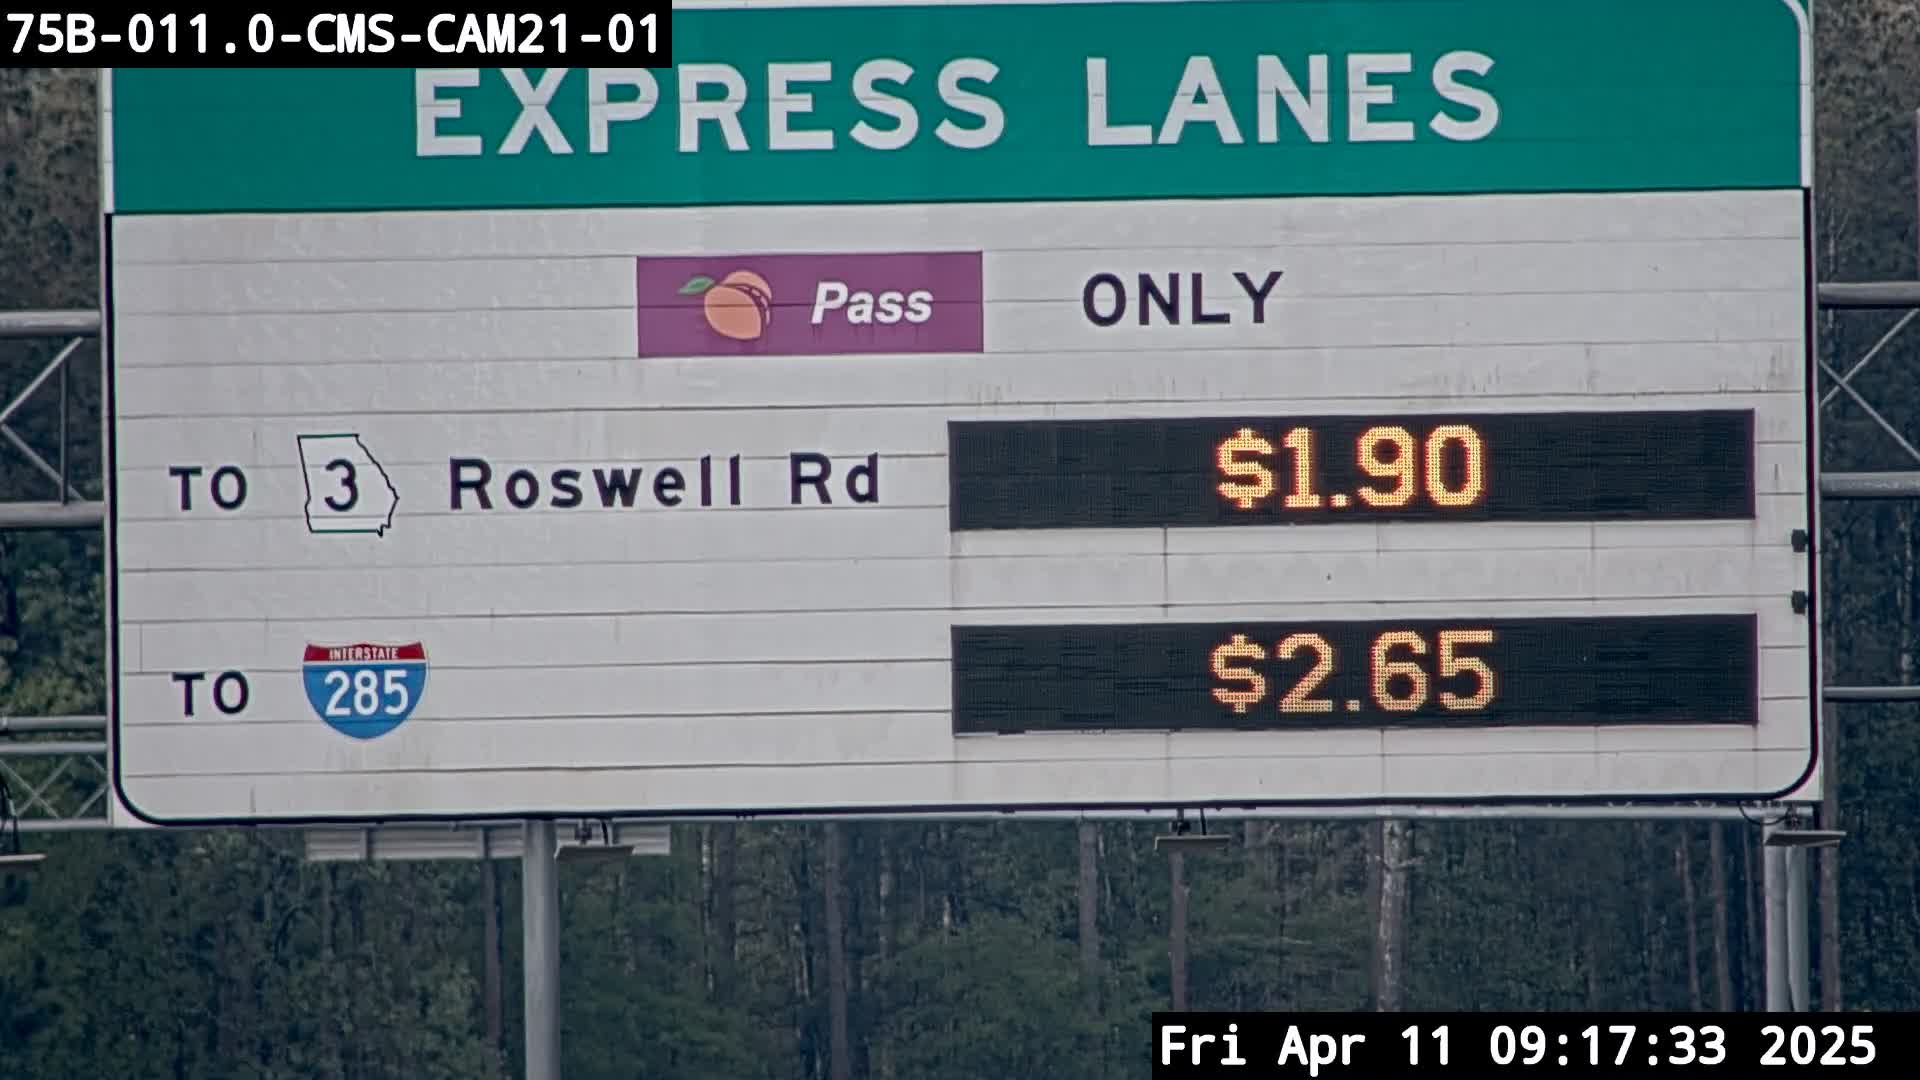 75B-011.0-CMS-CAM21-01
EXPRESS LANES
Pass ONLY
TO 3 Roswell Rd $1.90
INTERSTATE
TO 285 $2.65
Fri Apr 11 09:17:33 2025